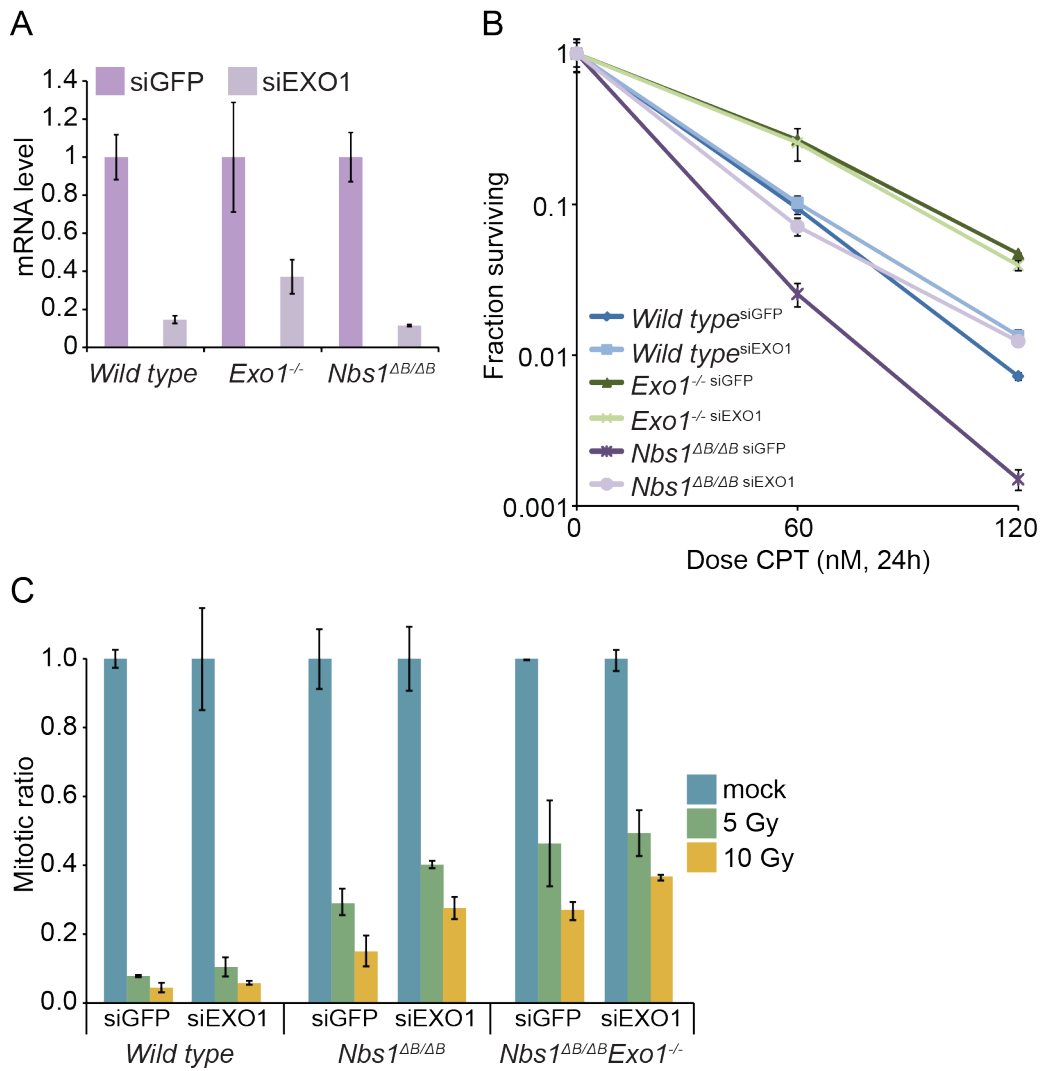 A
siGFP siEXO1
1.4
1.2
1
0.8
0.6
0.4
0.2
0
mRNA level
Wild type Exo1-/- Nbs1ΔB/ΔB
B
1
0.1
0.01
0.001
Fraction surviving
Wild type siGFP
Wild type siEXO1
Exo1-/- siGFP
Exo1-/- siEXO1
Nbs1ΔB/ΔB siGFP
Nbs1ΔB/ΔB siEXO1
0 60 120
Dose CPT (nM, 24h)
C
1.0
0.8
0.6
0.4
0.2
0.0
Mitotic ratio
mock
5 Gy
10 Gy
siGFP siEXO1 siGFP siEXO1 siGFP siEXO1
Wild type Nbs1ΔB/ΔB Nbs1ΔB/ΔBExo1-/-